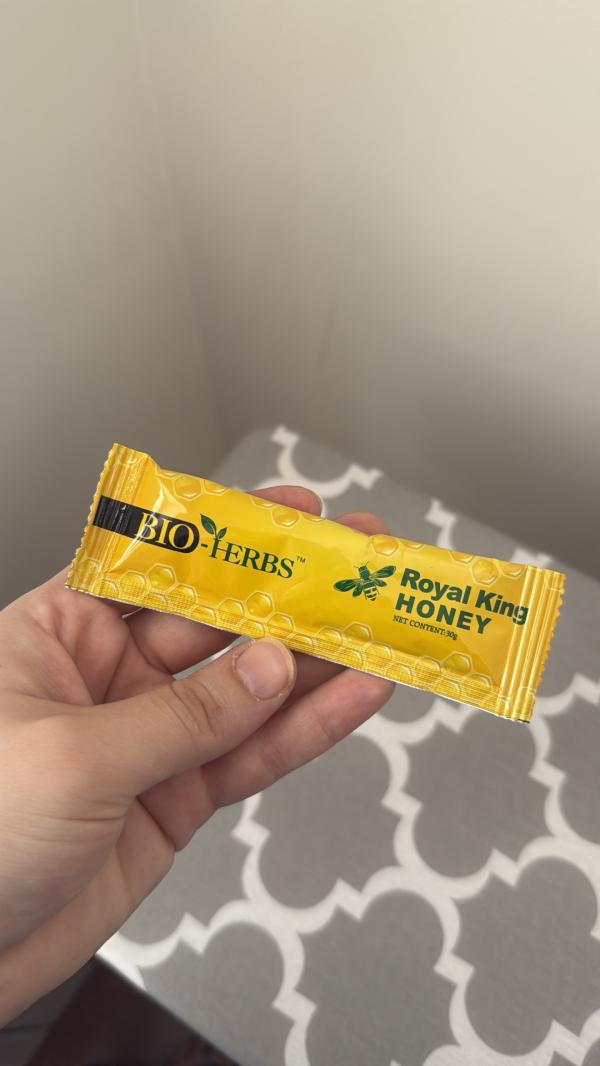 BIO-HERBS™
Royal King
HONEY
NET CONTENT:30g